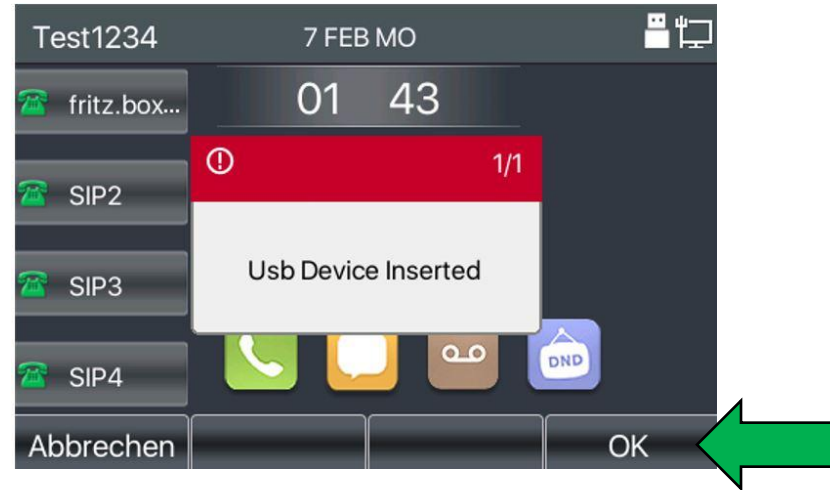 Test1234 7 FEB MO
fritz.box...
01 43
1/1
SIP2
Usb Device Inserted
SIP3
SIP4
DND
Abbrechen OK